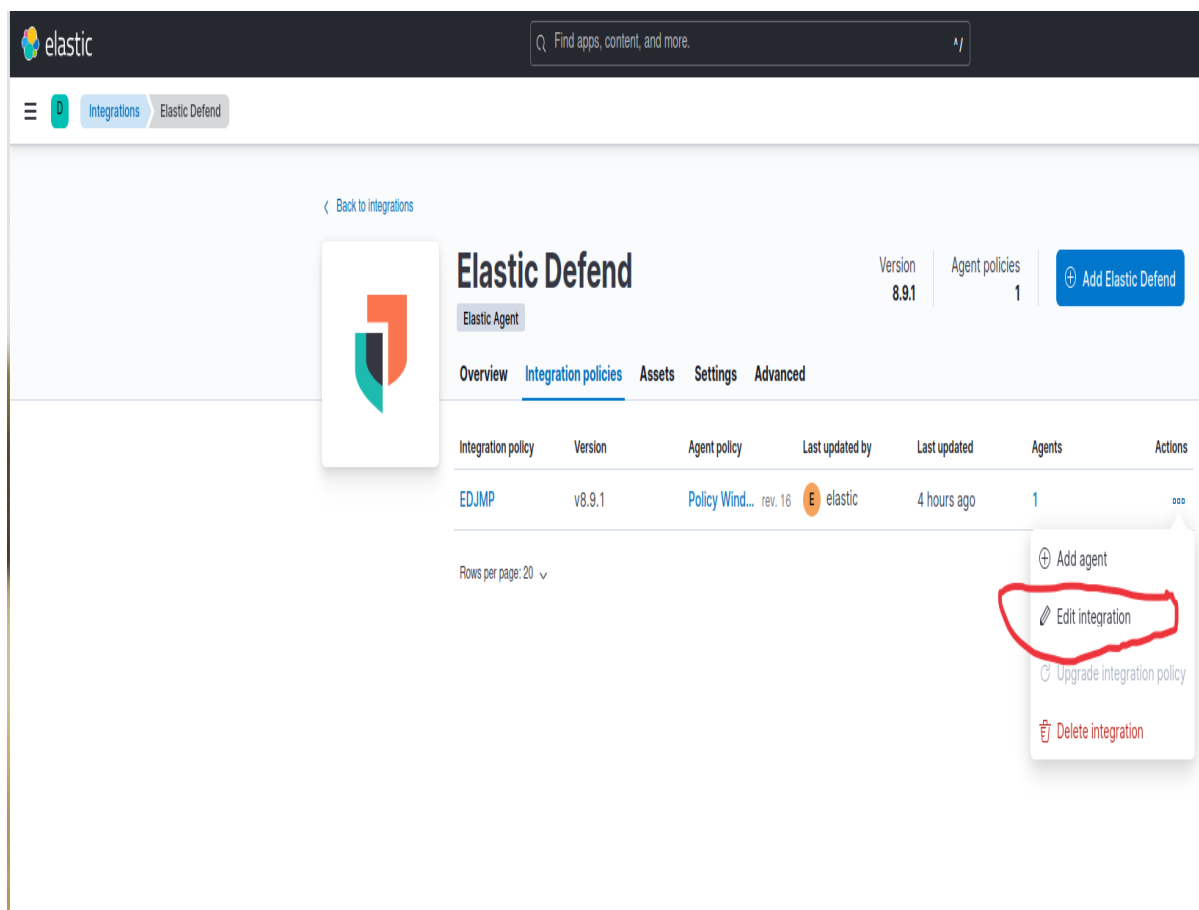 elastic
Find apps, content, and more.
^/
D
Integrations
Elastic Defend
Back to integrations
Elastic Defend
Version
8.9.1
Agent policies
1
Add Elastic Defend
Elastic Agent
Overview Integration policies Assets Settings Advanced
Integration policy Version Agent policy Last updated by Last updated Agents Actions
EDJMP v8.9.1 Policy Wind... rev. 16 E elastic 4 hours ago 1
Rows per page: 20
Add agent
Edit integration
Upgrade integration policy
Delete integration